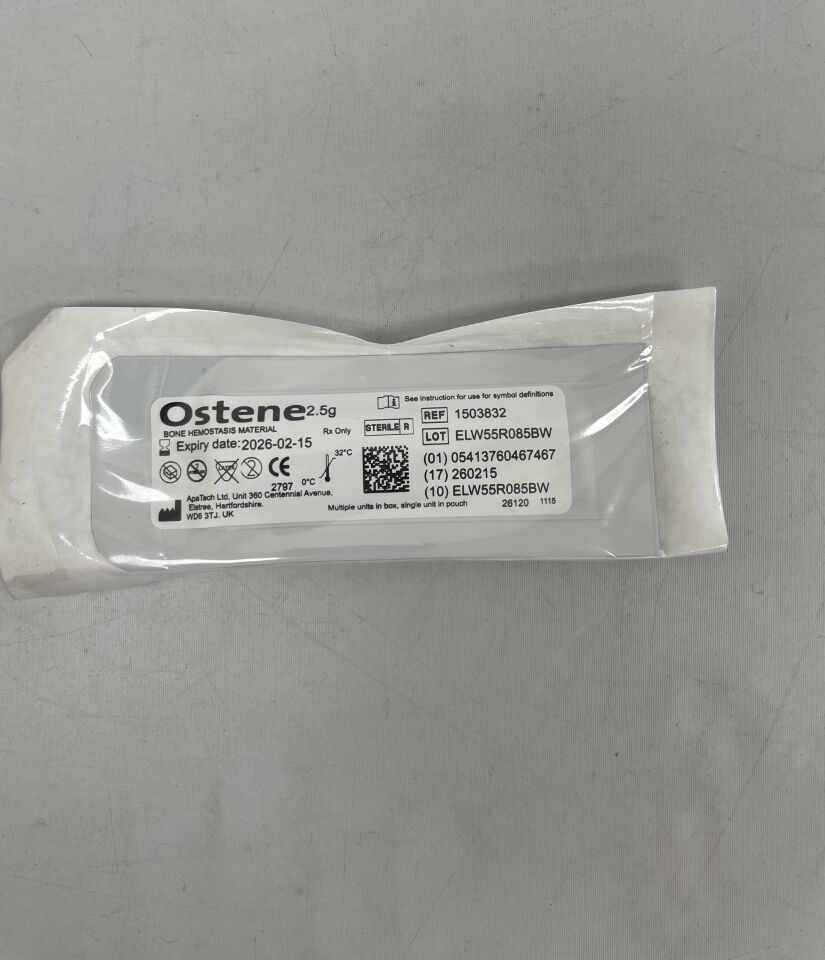 Ostene 2.5g
BONE HEMOSTASIS MATERIAL
Rx Only
Expiry date: 2026-02-15
2797
0°C
32°C
ApaTech Ltd, Unit 360 Centennial Avenue,
Elstree, Hertfordshire.
WD6 3TJ. UK
See instruction for use for symbol definitions
STERILE R
REF 1503832
LOT ELW55R085BW
(01) 05413760467467
(17) 260215
(10) ELW55R085BW
Multiple units in box, single unit in pouch
26120 1115